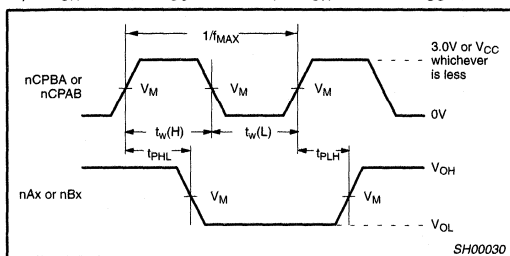 1/fMAX
3.0V or VCC
whichever
is less
nCPBA or
nCPAB
VM
VM
VM
0V
tw(H)
tw(L)
tPHL
tPLH
VOH
nAx or nBx
VM
VM
VOL
SH00030